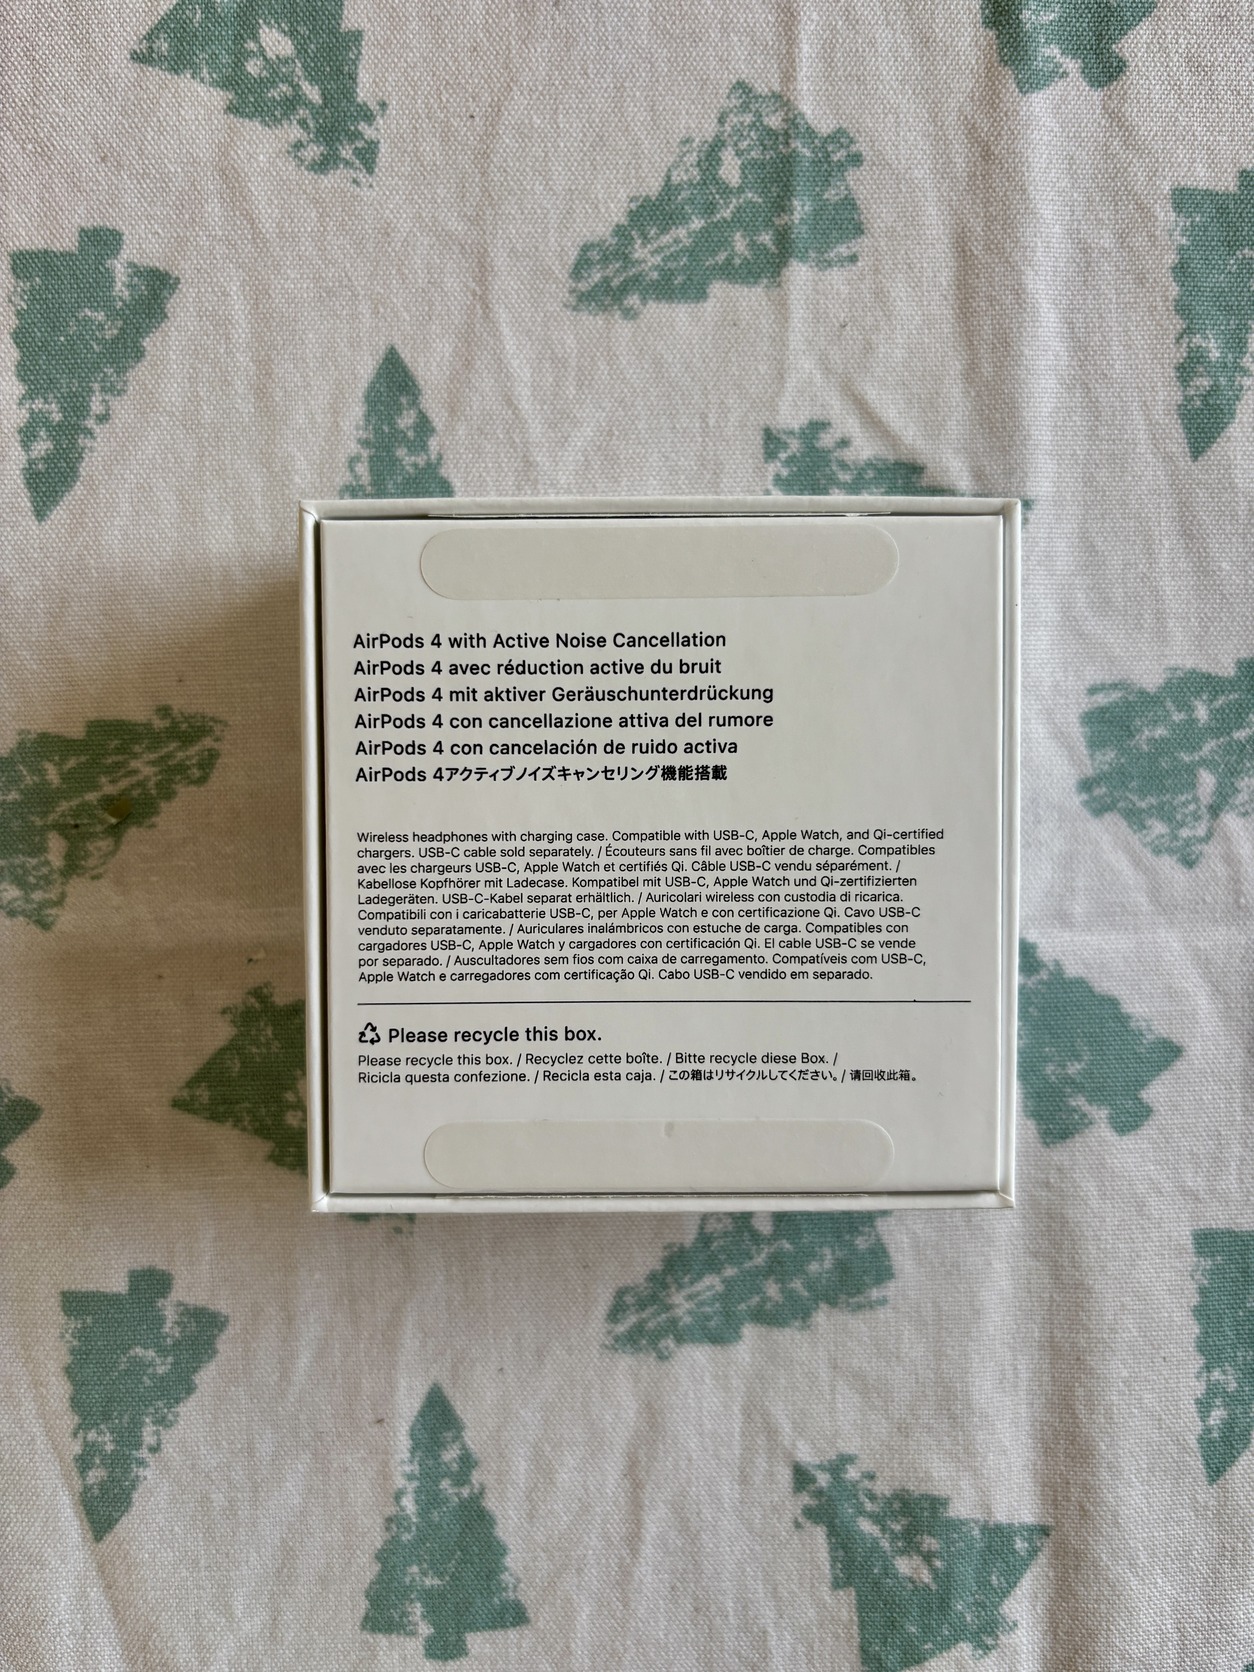 AirPods 4 with Active Noise Cancellation
AirPods 4 avec réduction active du bruit
AirPods 4 mit aktiver Geräuschunterdrückung
AirPods 4 con cancellazione attiva del rumore
AirPods 4 con cancelación de ruido activa
AirPods 4アクティブノイズキャンセリング機能搭載
Wireless headphones with charging case. Compatible with USB-C, Apple Watch, and Qi-certified
chargers. USB-C cable sold separately. / Écouteurs sans fil avec boîtier de charge. Compatibles
avec les chargeurs USB-C, Apple Watch et certifiés Qi. Câble USB-C vendu séparément. /
Kabellose Kopfhörer mit Ladecase. Kompatibel mit USB-C, Apple Watch und Qi-zertifizierten
Ladegeräten. USB-C-Kabel separat erhältlich. / Auricolari wireless con custodia di ricarica.
Compatibili con i caricabatterie USB-C, per Apple Watch e con certificazione Qi. Cavo USB-C
venduto separatamente. / Auriculares inalámbricos con estuche de carga. Compatibles con
cargadores USB-C, Apple Watch y cargadores con certificación Qi. El cable USB-C se vende
por separado. / Auscultadores sem fios com caixa de carregamento. Compatíveis com USB-C,
Apple Watch e carregadores com certificação Qi. Cabo USB-C vendido em separado.
Please recycle this box.
Please recycle this box. / Recyclez cette boîte. / Bitte recycle diese Box. /
Ricicla questa confezione. / Recicla esta caja. / この箱はリサイクルしてください。/ 请回收此箱。